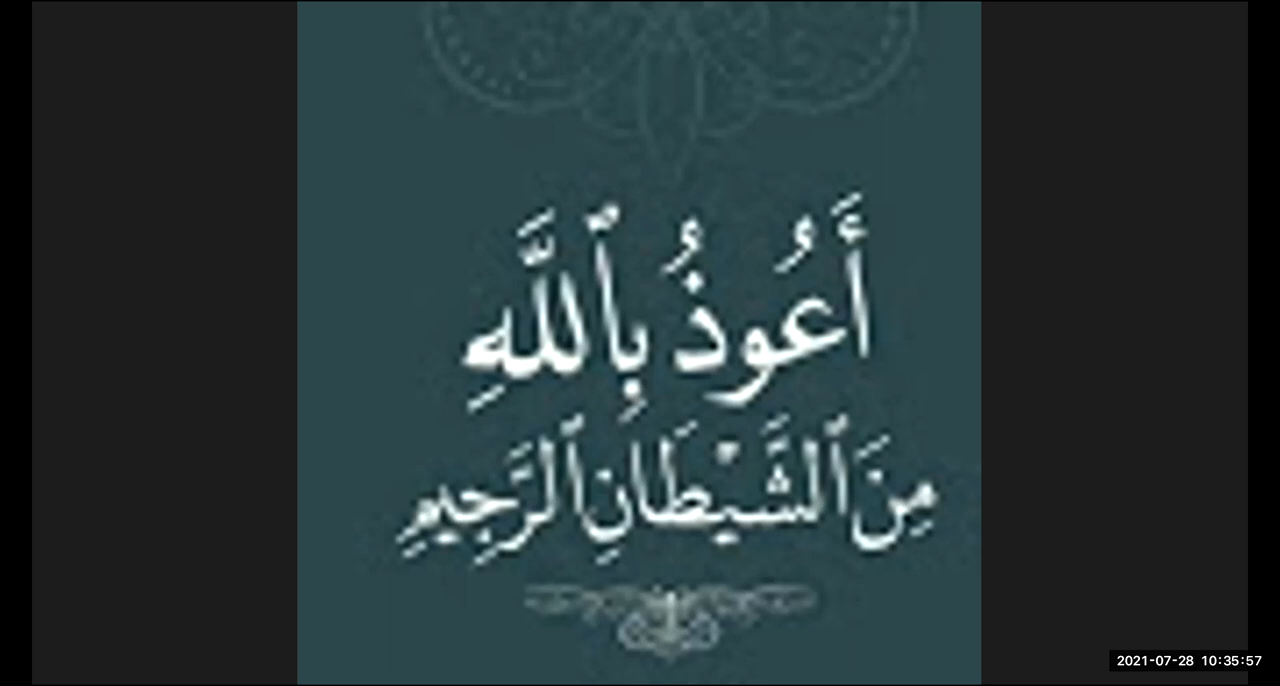 أَعُوذُ بِٱللَّهِ
مِنَ ٱلشَّيْطَانِ ٱلرَّجِيمِ
2021-07-28 10:35:57